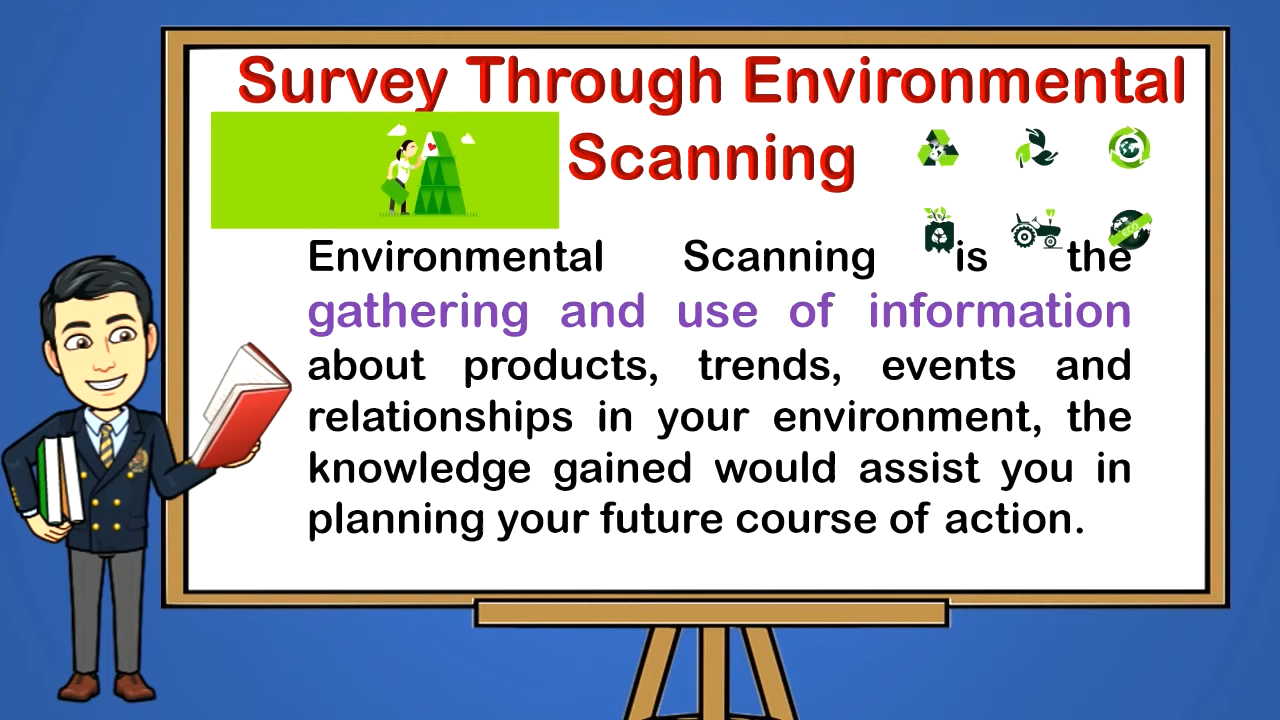 Survey Through Environmental
Scanning
Environmental Scanning is the
gathering and use of information
about products, trends, events and
relationships in your environment, the
knowledge gained would assist you in
planning your future course of action.
eco